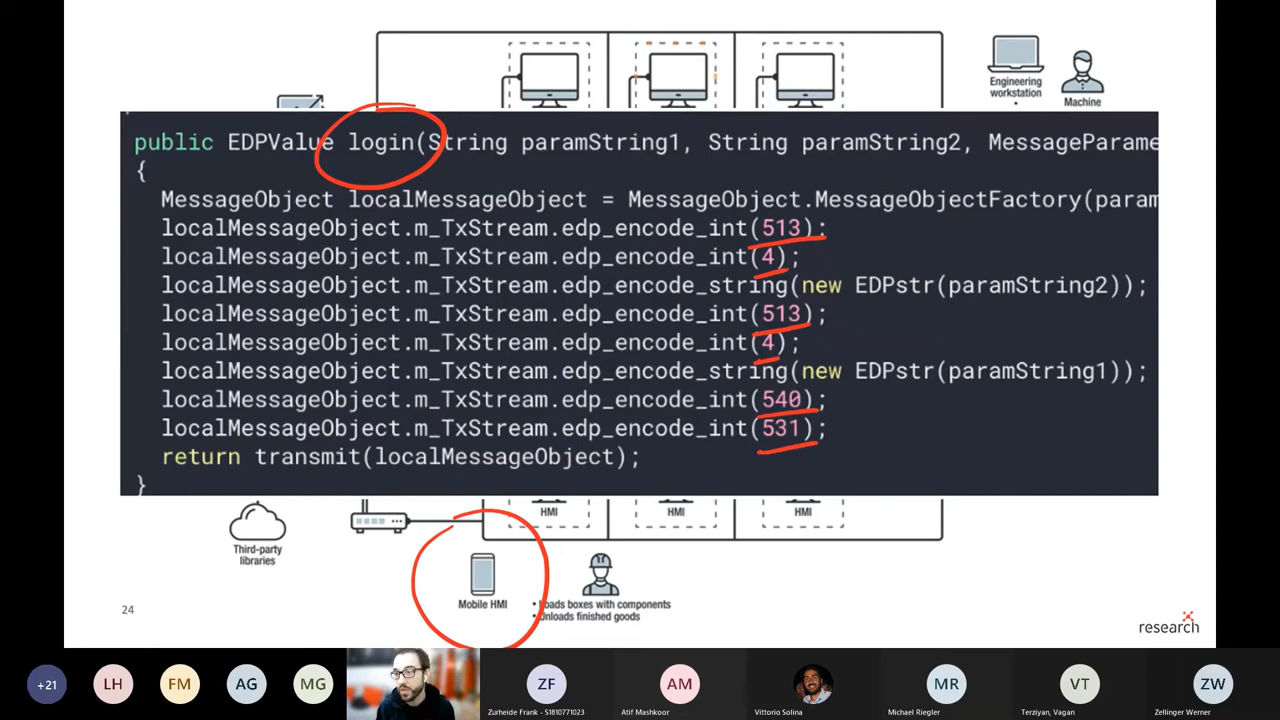 Engineering
workstation
Machine
public EDPValue login(String paramString1, String paramString2, MessageParame
{
MessageObject localMessageObject = MessageObject.MessageObjectFactory(param
localMessageObject.m_TxStream.edp_encode_int(513);
localMessageObject.m_TxStream.edp_encode_int(4);
localMessageObject.m_TxStream.edp_encode_string(new EDPstr(paramString2));
localMessageObject.m_TxStream.edp_encode_int(513);
localMessageObject.m_TxStream.edp_encode_int(4);
localMessageObject.m_TxStream.edp_encode_string(new EDPstr(paramString1));
localMessageObject.m_TxStream.edp_encode_int(540);
localMessageObject.m_TxStream.edp_encode_int(531);
return transmit(localMessageObject);
}
HMI HMI HMI
Third-party
libraries
Mobile HMI
• Loads boxes with components
• Unloads finished goods
24
research
+21 LH FM AG MG ZF AM MR VT ZW
Zurheide Frank - S1810771023 Atif Mashkoor Vittorio Solina Michael Riegler Terziyan, Vagan Zellinger Werner